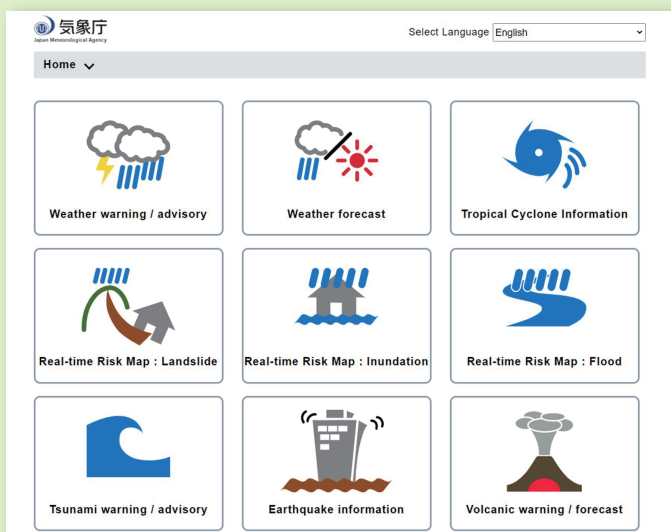 気象庁
Japan Meteorological Agency
Select Language English
Home
Weather warning / advisory
Weather forecast
Tropical Cyclone Information
Real-time Risk Map : Landslide
Real-time Risk Map : Inundation
Real-time Risk Map : Flood
Tsunami warning / advisory
Earthquake information
Volcanic warning / forecast